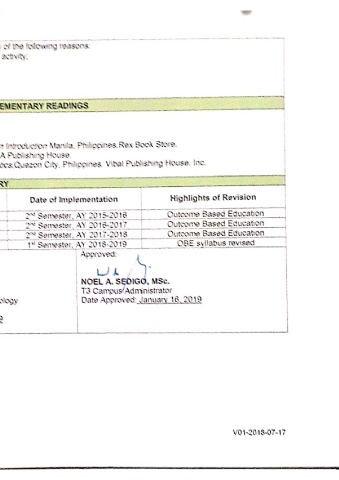 of the following reasons:
activity,
EMENTARY READINGS
Introduction Manila, Philippines.Rex Book Store.
A Publishing House
Quezon City, Philippines. Vibal Publishing House, Inc.
RY
Date of Implementation Highlights of Revision
2nd Semester, AY 2015-2016 Outcome Based Education
2nd Semester, AY 2016-2017 Outcome Based Education
2nd Semester, AY 2017-2018 Outcome Based Education
1st Semester, AY 2018-2019 OBE syllabus revised
Approved:
NOEL A. SEDIGO, MSc.
T3 Campus/Administrator
ology Date Approved: January 16, 2019
V01-2018-07-17